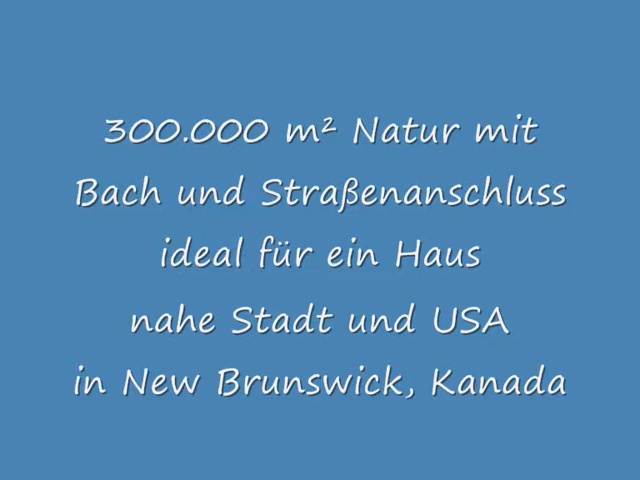 300.000 m² Natur mit
Bach und Straßenanschluss
ideal für ein Haus
nahe Stadt und USA
in New Brunswick, Kanada